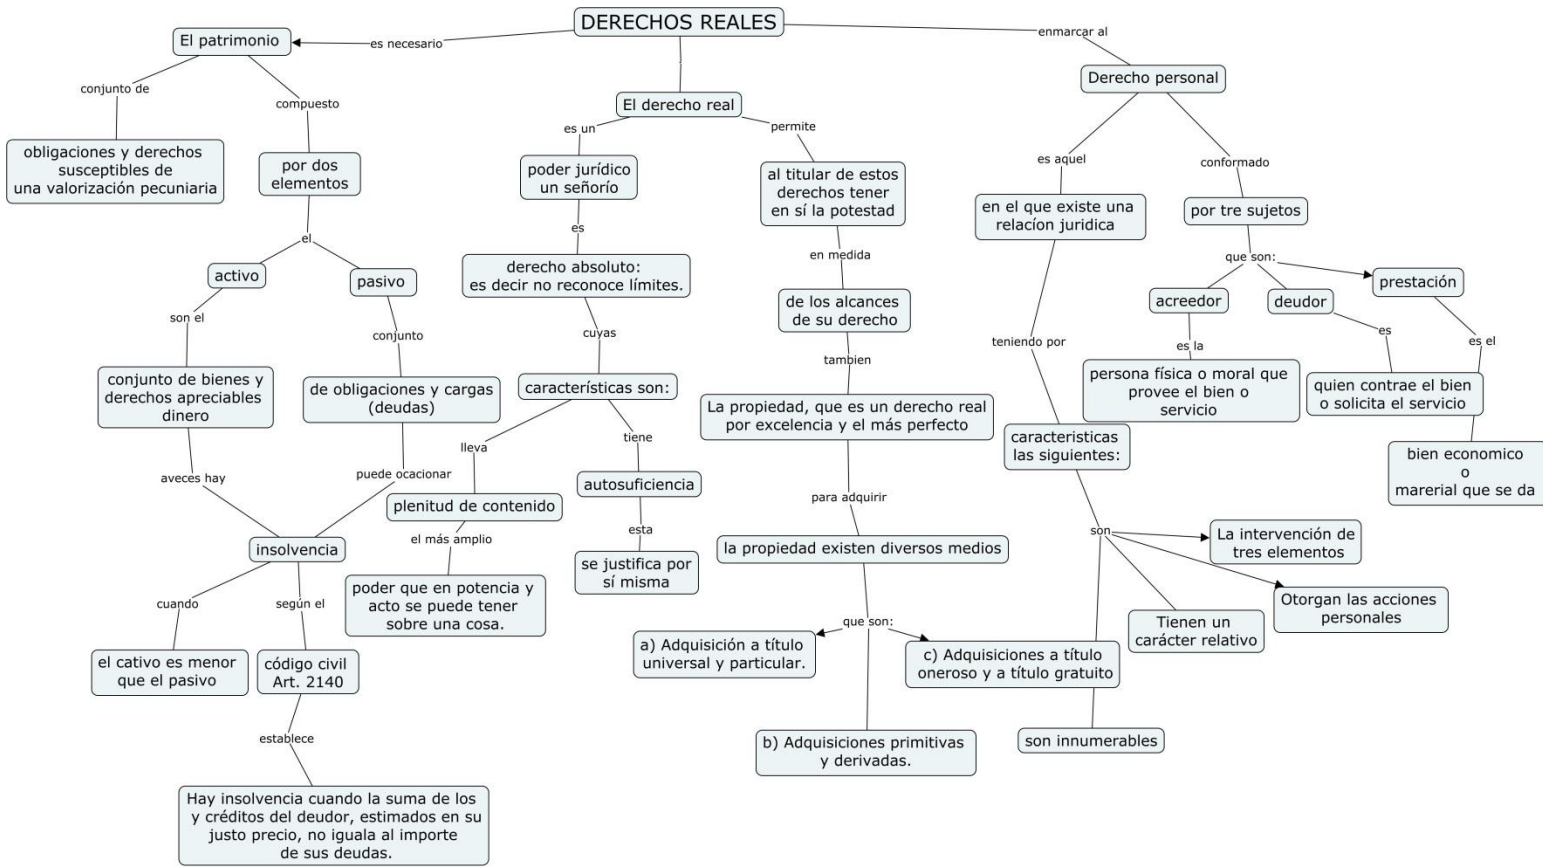 DERECHOS REALES
El patrimonio
es necesario
enmarcar al
Derecho personal
conjunto de
compuesto
El derecho real
es un
permite
obligaciones y derechos
susceptibles de
una valorización pecuniaria
por dos
elementos
poder jurídico
un señorío
al titular de estos
derechos tener
en sí la potestad
es aquel
conformado
en el que existe una
relacíon juridica
por tre sujetos
el
es
en medida
que son:
activo
pasivo
derecho absoluto:
es decir no reconoce límites.
prestación
acreedor
deudor
de los alcances
de su derecho
son el
conjunto
cuyas
teniendo por
es la
es
es el
tambien
conjunto de bienes y
derechos apreciables
dinero
de obligaciones y cargas
(deudas)
características son:
persona física o moral que
provee el bien o
servicio
quien contrae el bien
o solicita el servicio
La propiedad, que es un derecho real
por excelencia y el más perfecto
lleva
tiene
caracteristicas
las siguientes:
bien economico
o
marerial que se da
aveces hay
puede ocacionar
autosuficiencia
plenitud de contenido
para adquirir
el más amplio
esta
son
La intervención de
tres elementos
insolvencia
se justifica por
sí misma
la propiedad existen diversos medios
poder que en potencia y
acto se puede tener
sobre una cosa.
cuando
según el
que son:
Otorgan las acciones
personales
Tienen un
carácter relativo
a) Adquisición a título
universal y particular.
c) Adquisiciones a título
oneroso y a título gratuito
el cativo es menor
que el pasivo
código civil
Art. 2140
establece
b) Adquisiciones primitivas
y derivadas.
son innumerables
Hay insolvencia cuando la suma de los
y créditos del deudor, estimados en su
justo precio, no iguala al importe
de sus deudas.